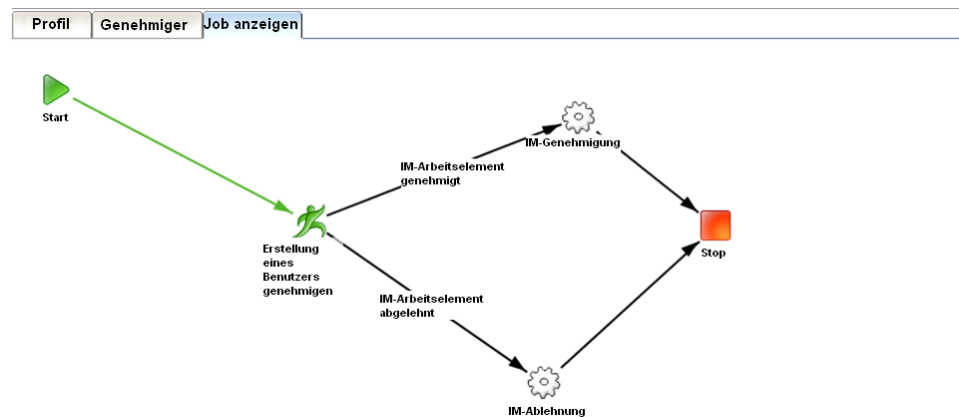 Profil
Genehmiger
Job anzeigen
Start
IM-Genehmigung
IM-Arbeitselement
genehmigt
Erstellung
eines
Benutzers
genehmigen
Stop
IM-Arbeitselement
abgelehnt
IM-Ablehnung